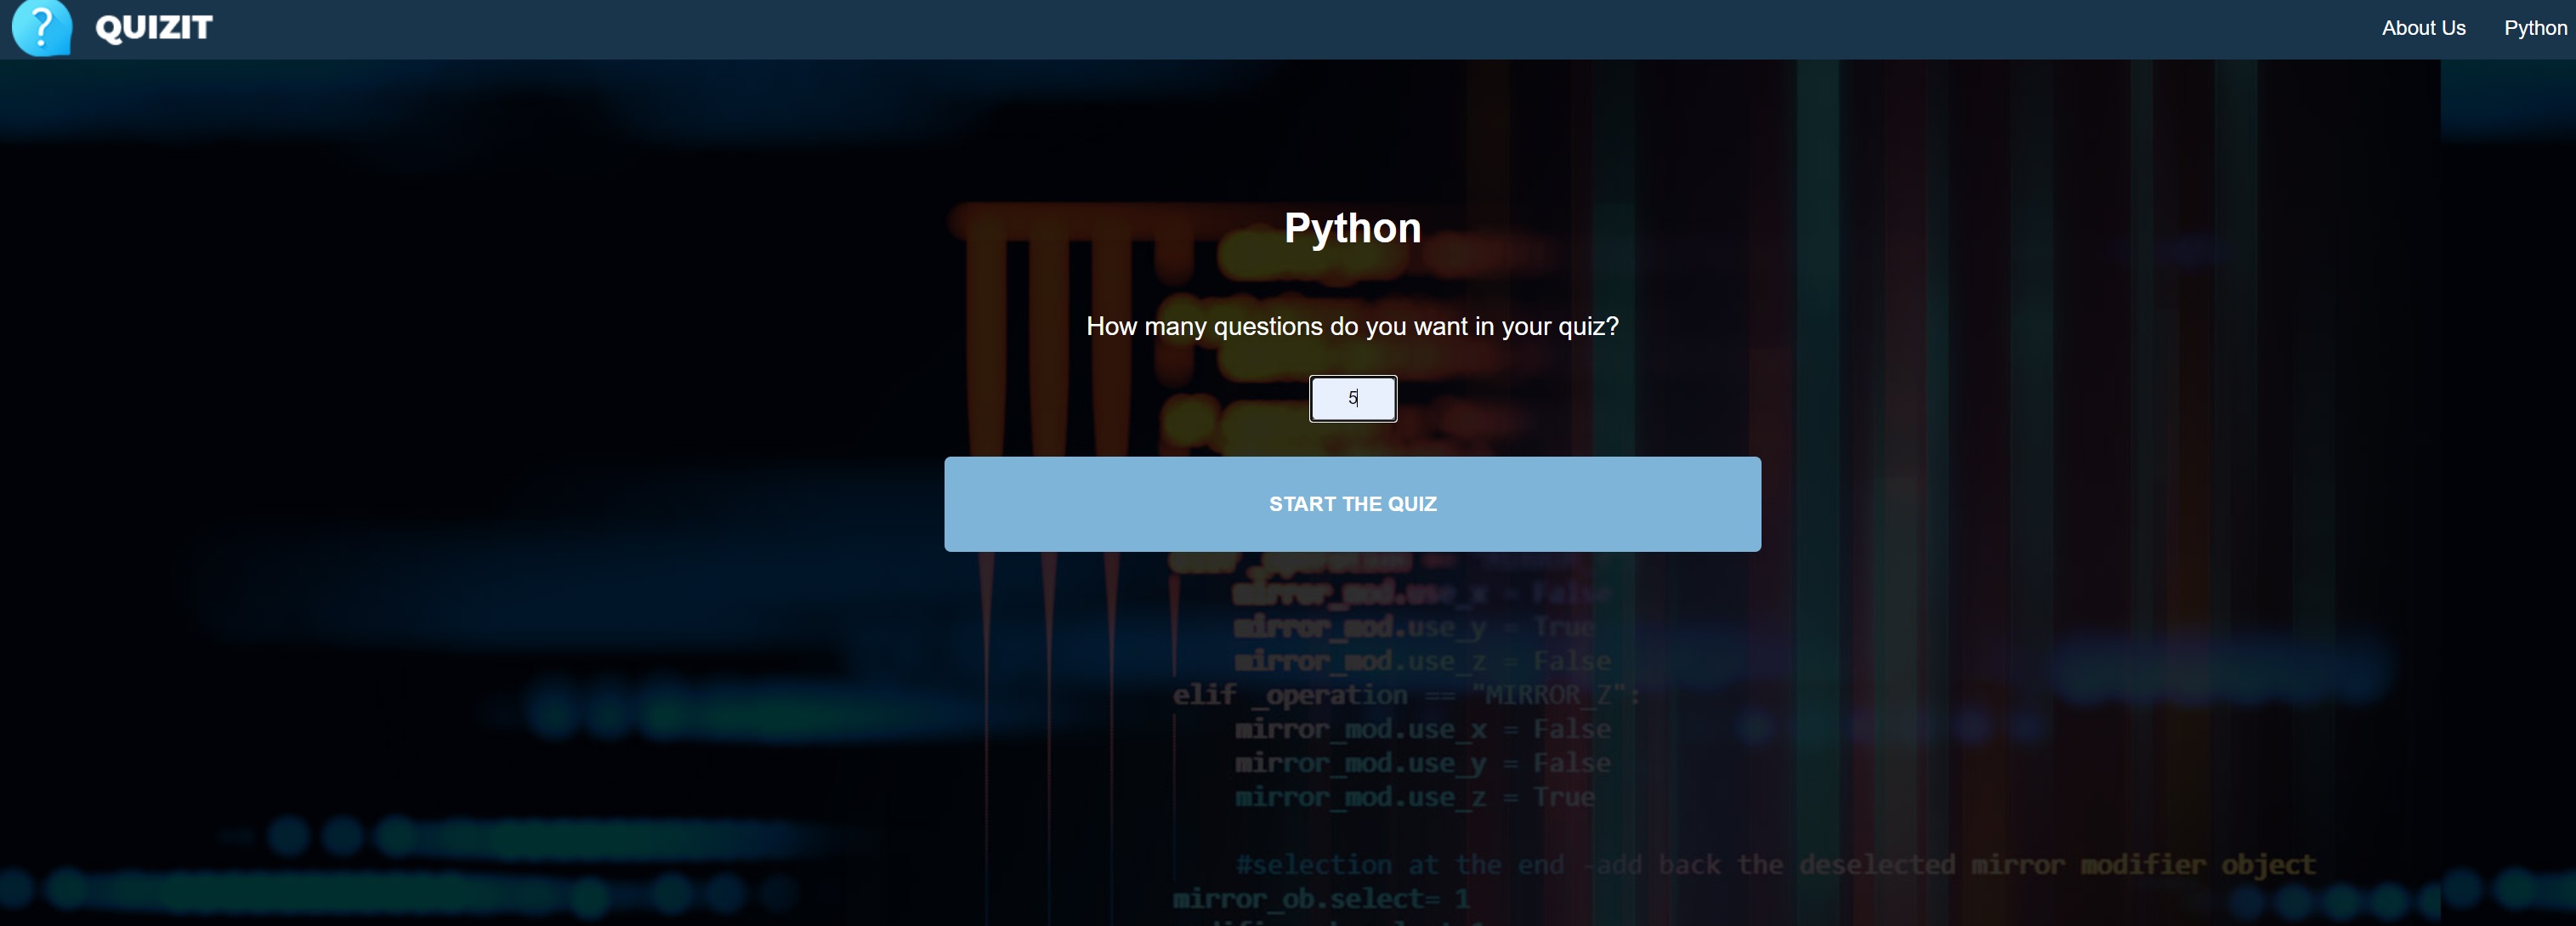 QUIZIT
About Us Python
Python
How many questions do you want in your quiz?
5
START THE QUIZ
mirror_mod.use_x = False
mirror_mod.use_y = True
mirror_mod.use_z = False
elif _operation == "MIRROR_Z":
mirror_mod.use_x = False
mirror_mod.use_y = False
mirror_mod.use_z = True
#selection at the end -add back the deselected mirror modifier object
mirror_ob.select= 1